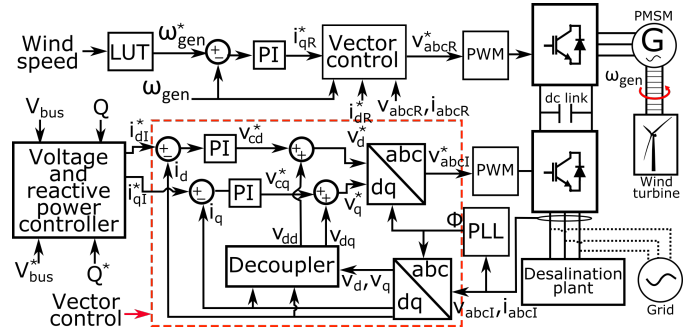 Wind speed
LUT
ω*gen
PI
i*qR
Vector control
v*abcR
PWM
PMSM
G
ωgen
dc link
ωgen
i*dR
vabcR, iabcR
Vbus
Q
i*dI
Voltage and reactive power controller
i*qI
V*bus
Q*
id
PI
v*cd
v*d
abc
dq
v*abcI
PWM
iq
PI
v*cq
v*q
vdd
vdq
Decoupler
vd, vq
abc
dq
Φ
PLL
vabcI, iabcI
Wind turbine
Desalination plant
Grid
Vector control